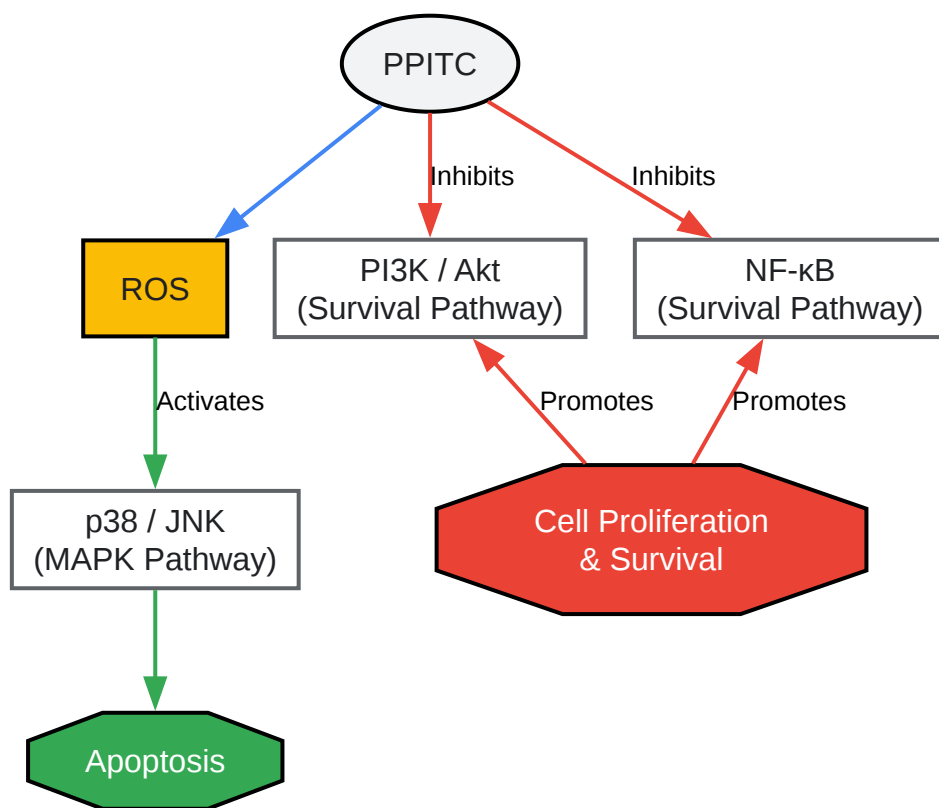 PPITC
Inhibits
Inhibits
ROS
PI3K / Akt
(Survival Pathway)
NF-κB
(Survival Pathway)
Activates
Promotes
Promotes
p38 / JNK
(MAPK Pathway)
Cell Proliferation
& Survival
Apoptosis